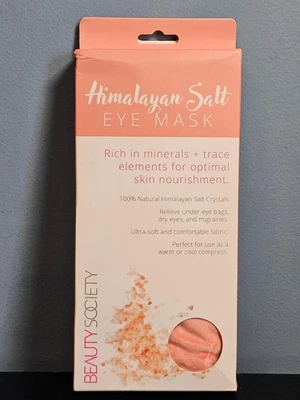 Himalayan Salt
EYE MASK
Rich in minerals + trace
elements for optimal
skin nourishment.
100% Natural Himalayan Salt Crystals
Relieve under eye bags,
dry eyes, and migraines.
Ultra-soft and comfortable fabric.
Perfect for use as a
warm or cool compress.
BEAUTY SOCIETY